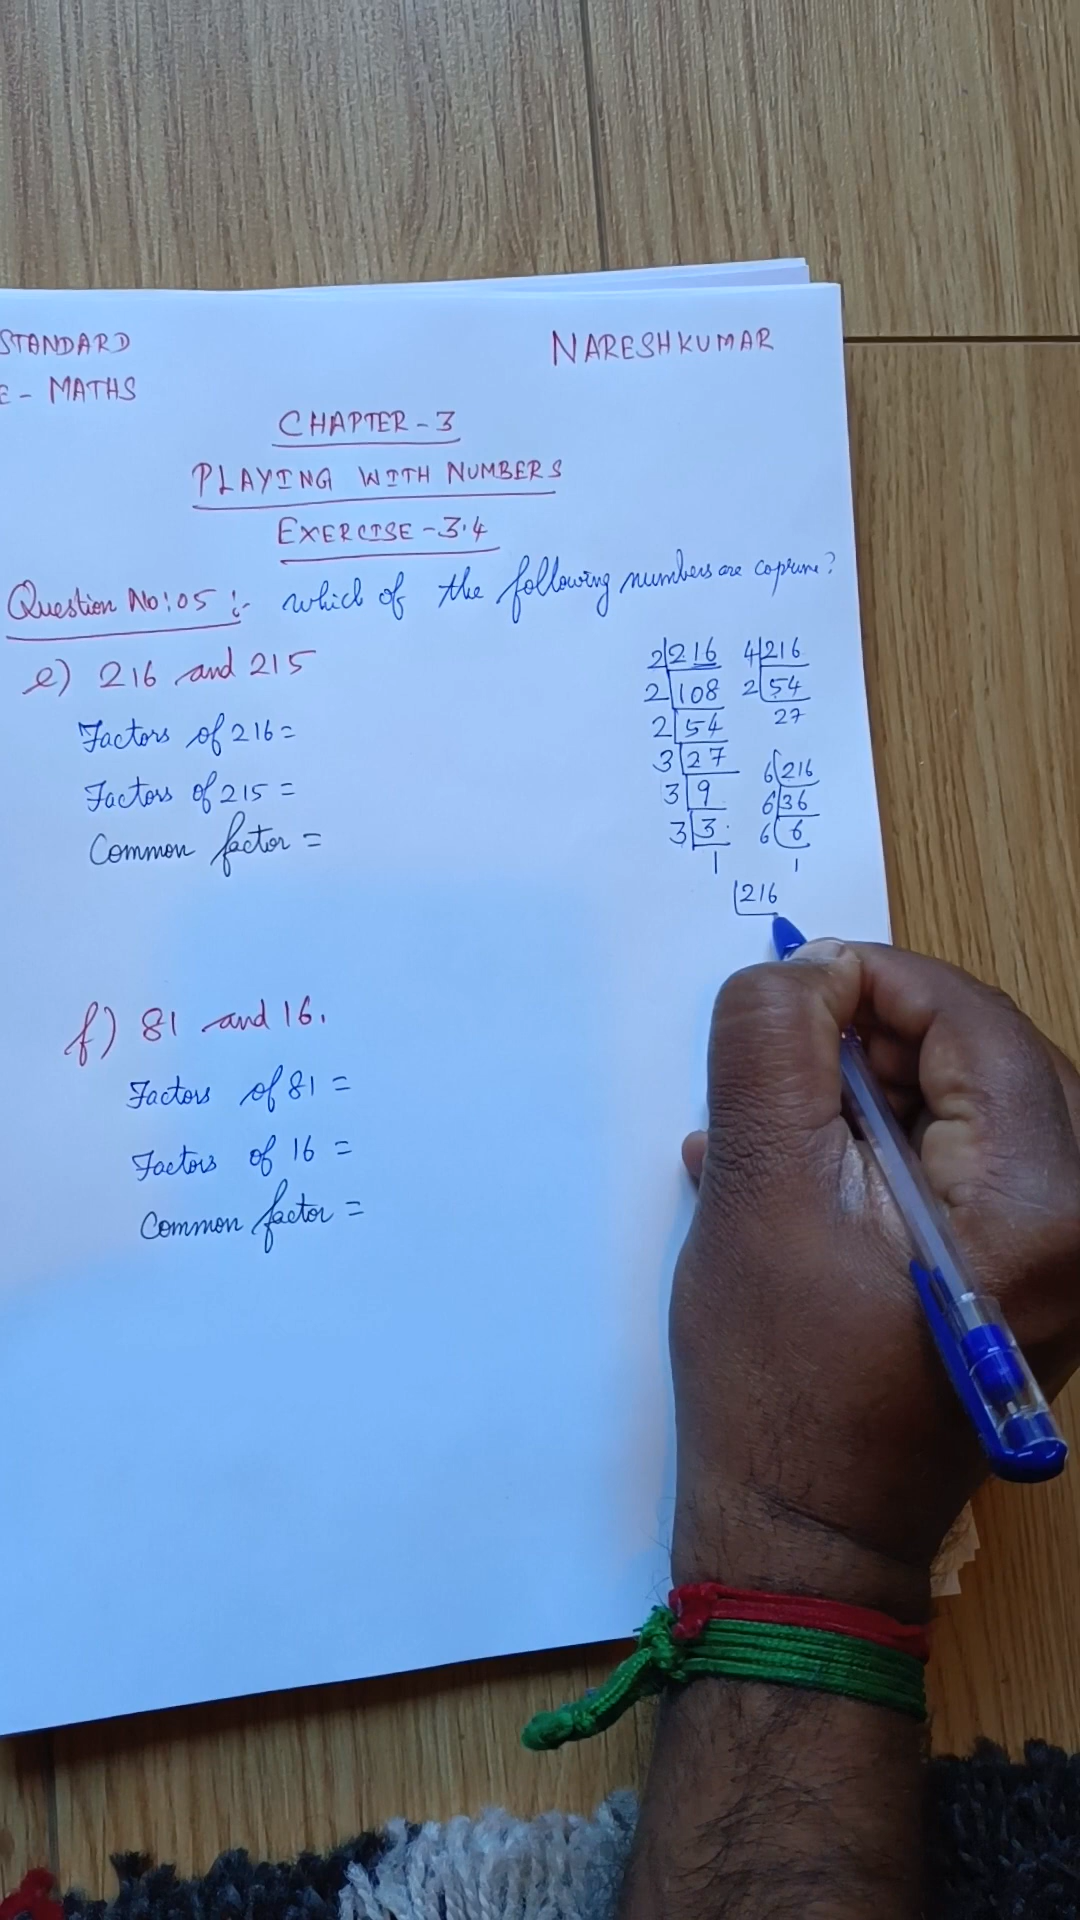 STANDARD
NARESHKUMAR
E - MATHS
CHAPTER - 3
PLAYING WITH NUMBERS
EXERCISE - 3.4
Question No: 05 :- which of the following numbers are coprime?
e) 216 and 215
Factors of 216 =
Factors of 215 =
Common factor =
2 216
2 108
2 54
3 27
3 9
3 3
1
4 216
2 54
27
6 216
6 36
6 6
1
216
f) 81 and 16.
Factors of 81 =
Factors of 16 =
Common factor =